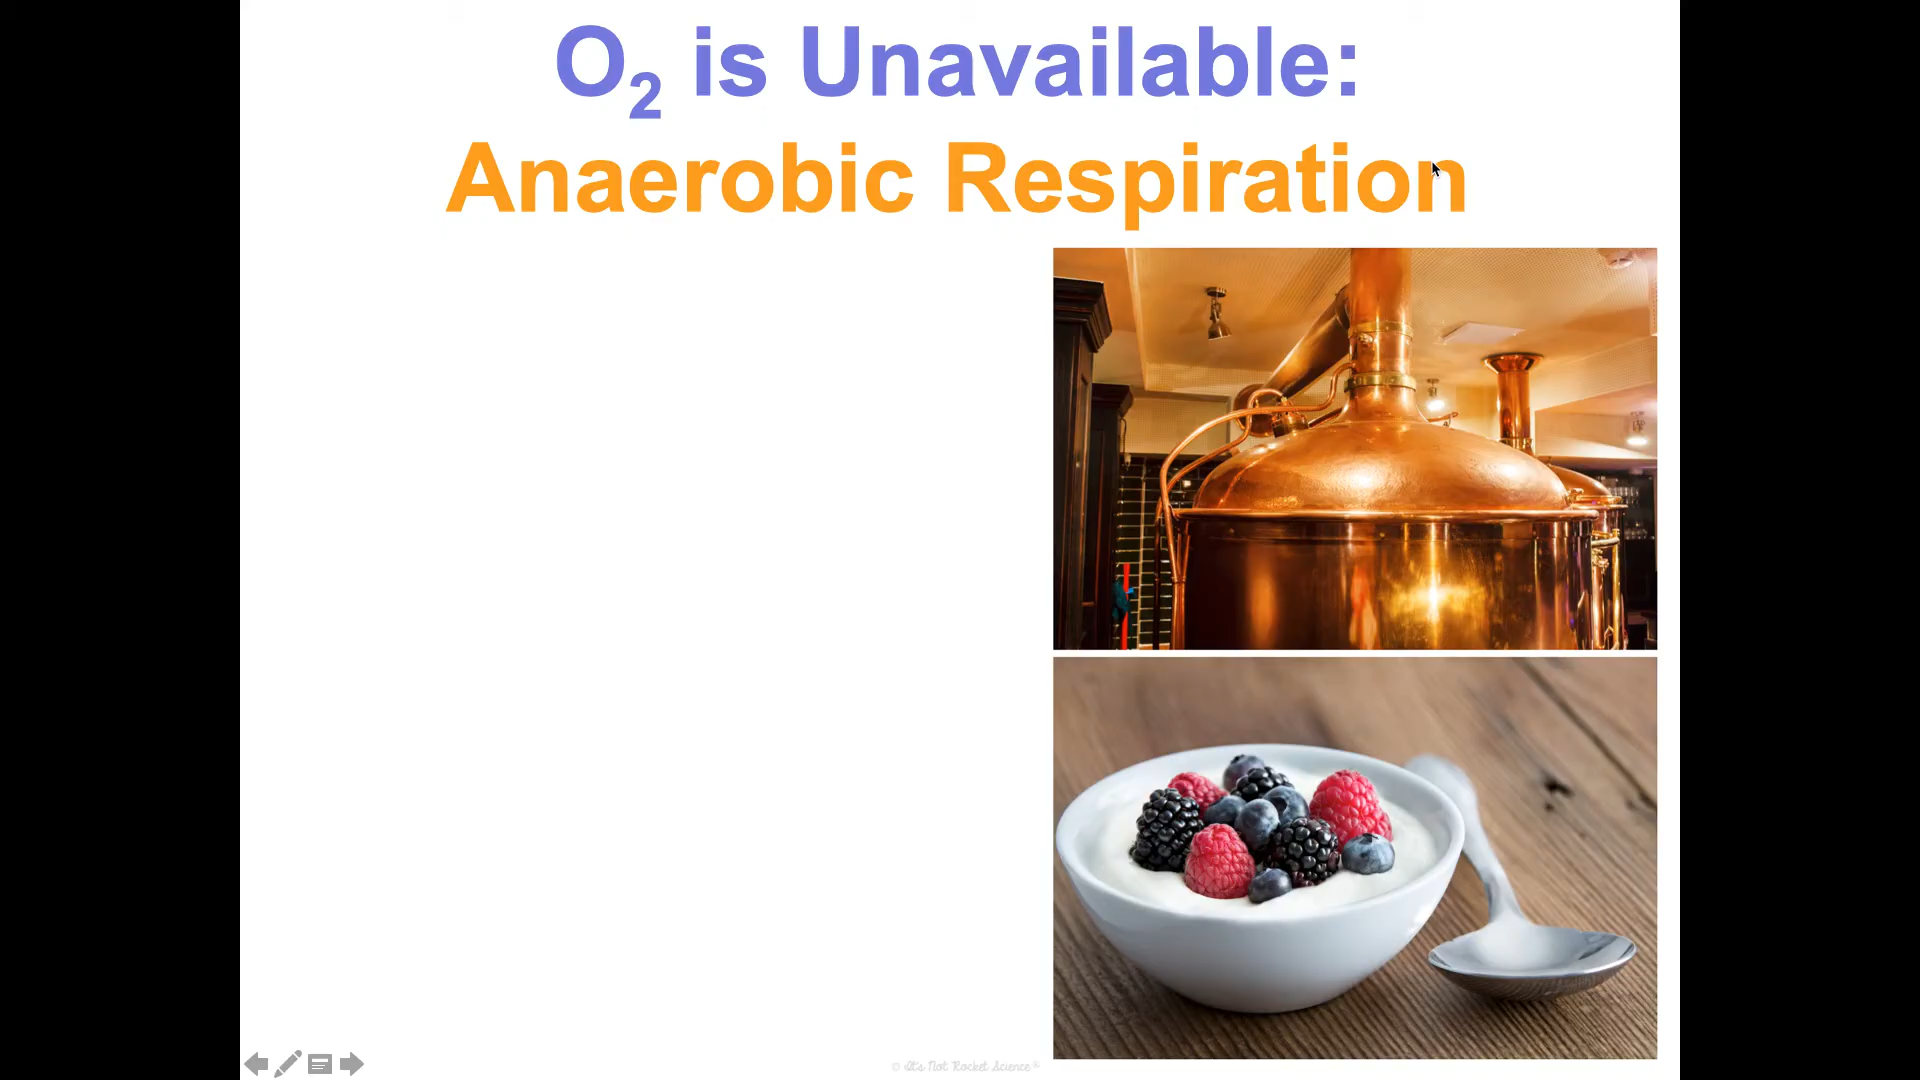 O₂ is Unavailable:
Anaerobic Respiration
© It's Not Rocket Science®